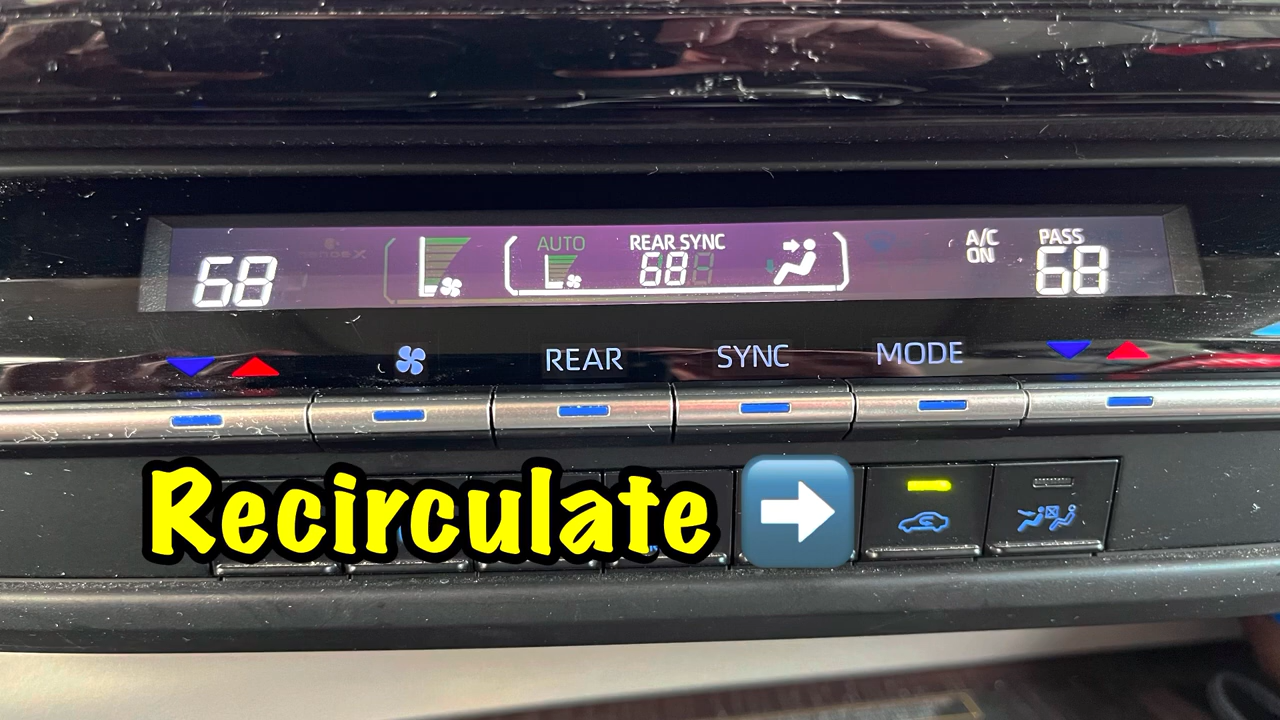 68
AUTO
REAR SYNC
68
A/C
ON
PASS
68
REAR
SYNC
MODE
Recirculate